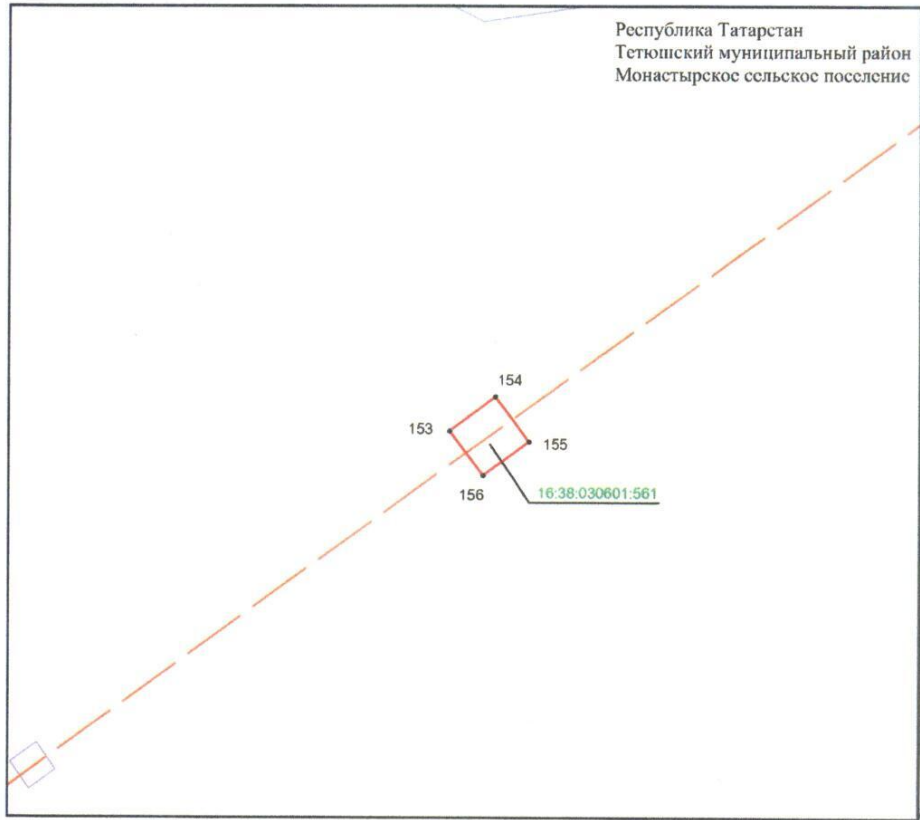 Республика Татарстан
Тетюшский муниципальный район
Монастырское сельское поселение
154
153
155
156
16:38:030601:561